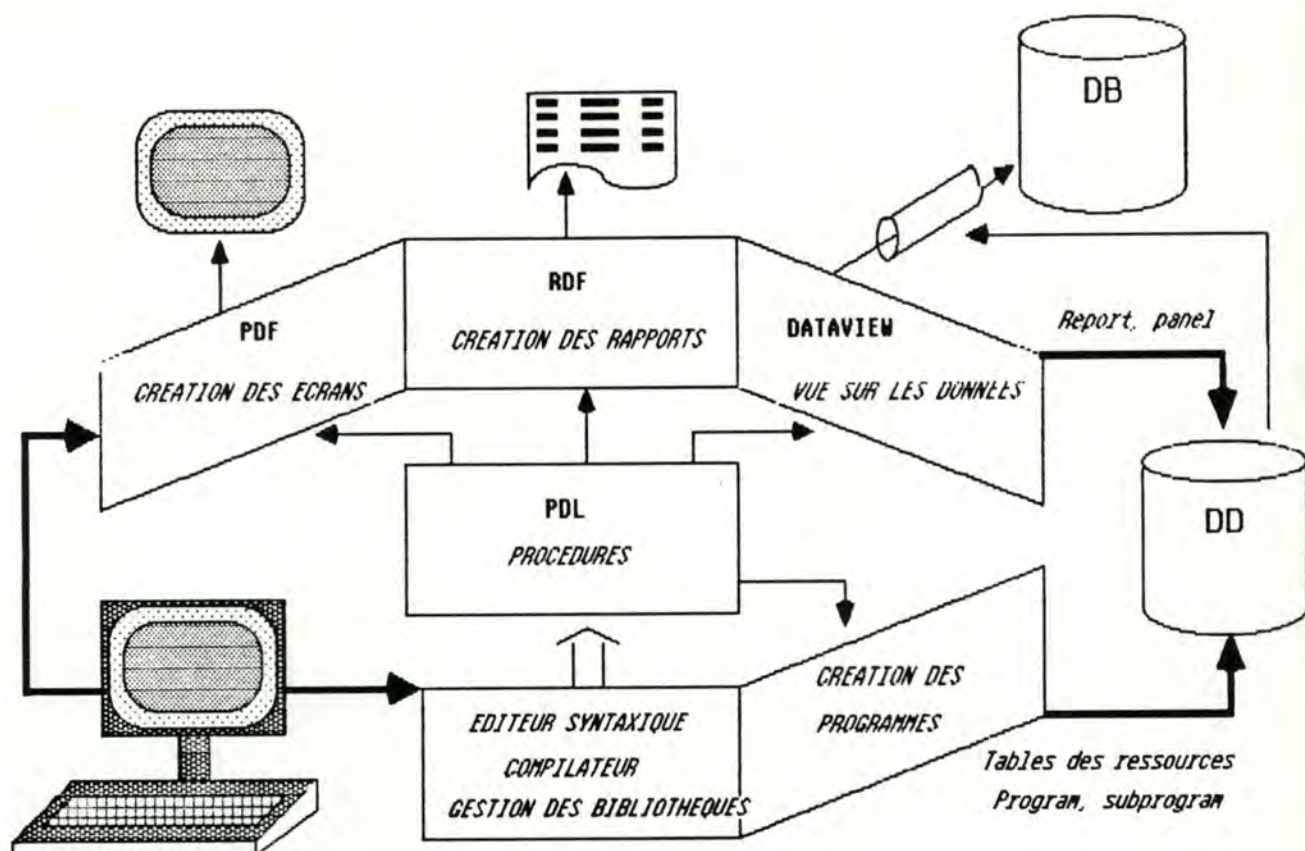 DB
RDF
CREATION DES RAPPORTS
PDF
CREATION DES ECRANS
DATAVIEW
VUE SUR LES DONNEES
Report, panel
DD
PDL
PROCEDURES
EDITEUR SYNTAXIQUE
COMPILATEUR
GESTION DES BIBLIOTHEQUES
CREATION DES
PROGRAMMES
Tables des ressources
Program, subprogram